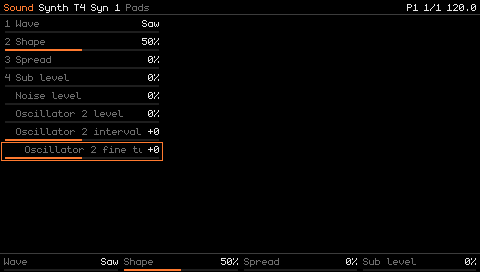 Sound Synth T4 Syn 1 Pads P1 1/1 120.0
1 Wave Saw
2 Shape 50%
3 Spread 0%
4 Sub level 0%
Noise level 0%
Oscillator 2 level 0%
Oscillator 2 interval +0
Oscillator 2 fine tu +0
Wave Saw Shape 50% Spread 0% Sub level 0%